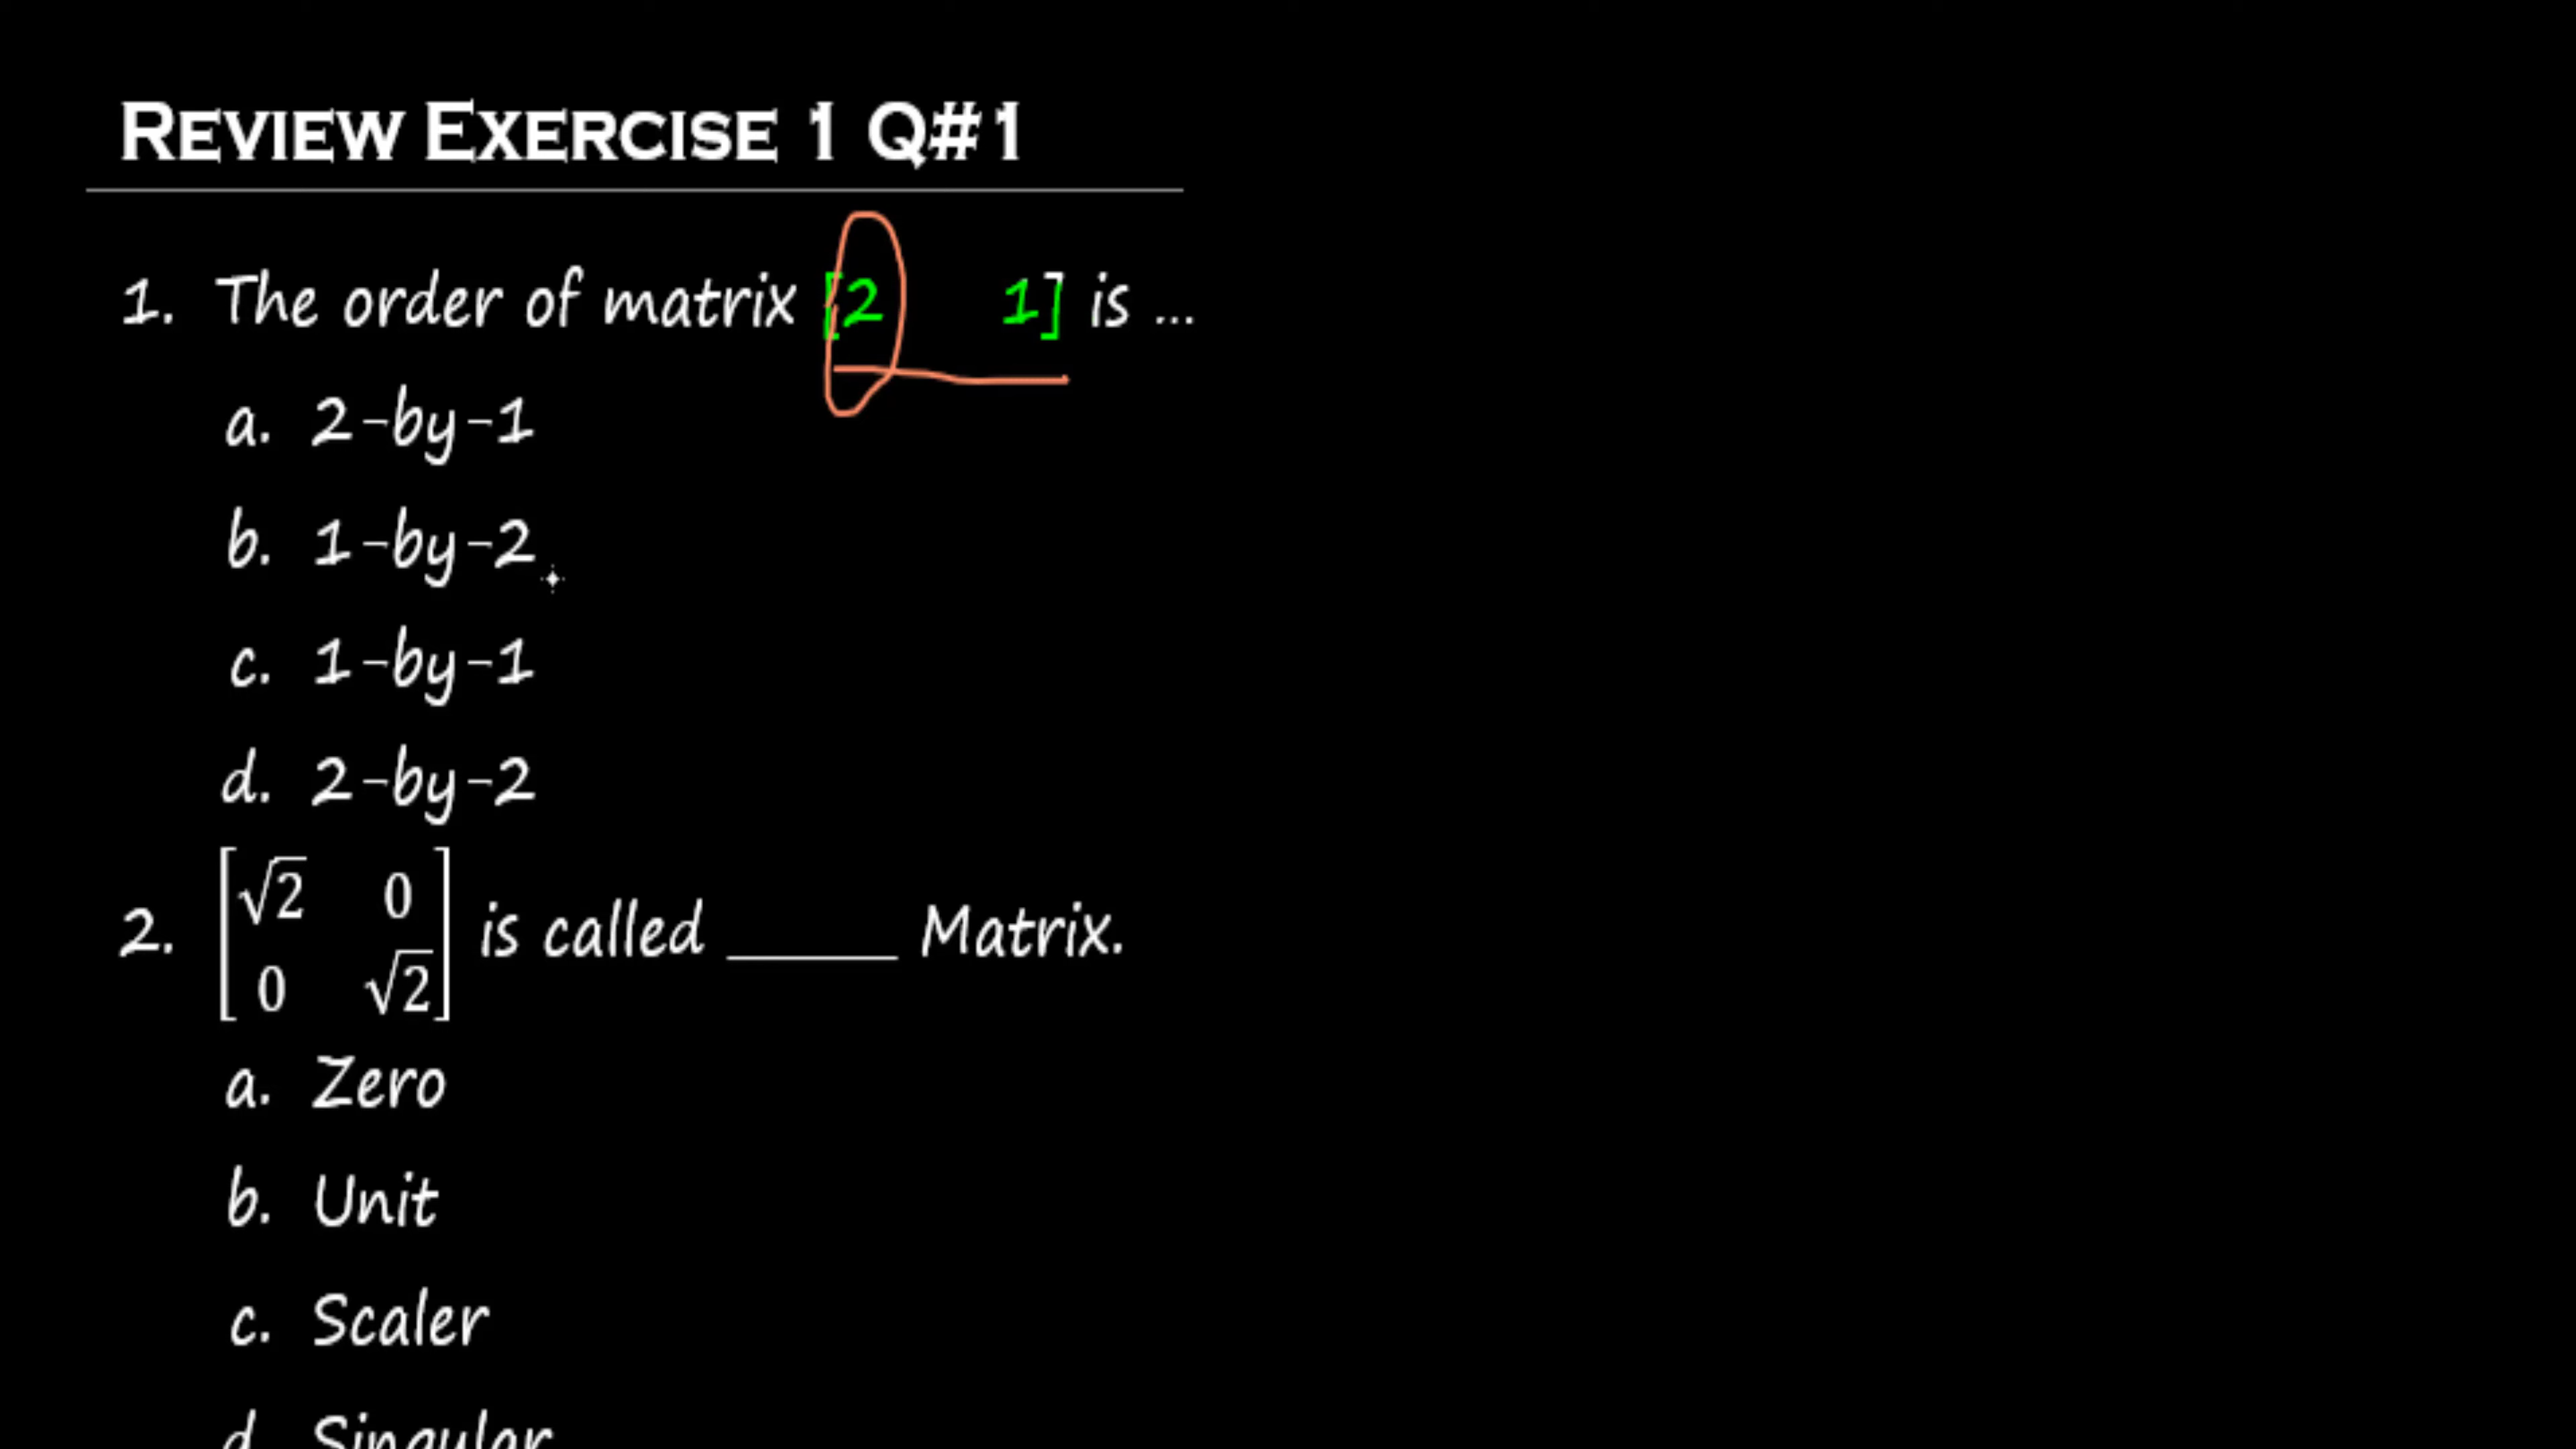 REVIEW EXERCISE 1 Q#1
1. The order of matrix [2 1] is ...
a. 2-by-1
b. 1-by-2
c. 1-by-1
d. 2-by-2
2. [√2 0
0 √2] is called ______ Matrix.
a. Zero
b. Unit
c. Scaler
d. Singular